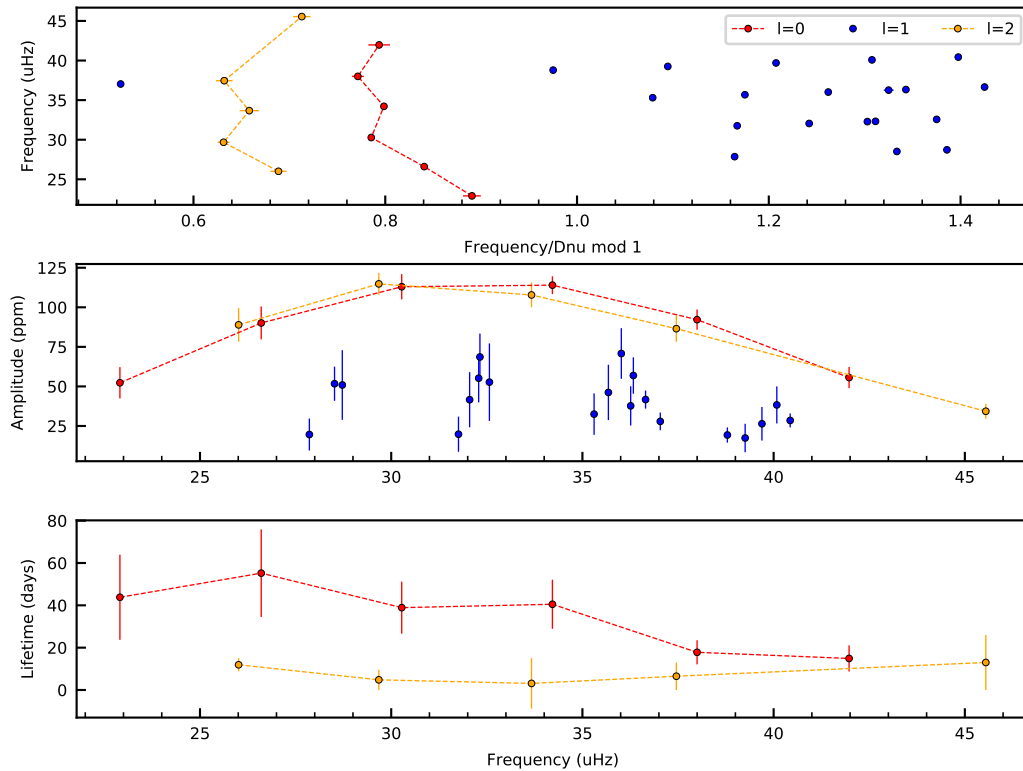 45
40
35
30
25
Frequency (uHz)
l=0 l=1 l=2
0.6 0.8 1.0 1.2 1.4
Frequency/Dnu mod 1
125
100
75
50
25
Amplitude (ppm)
25 30 35 40 45
80
60
40
20
0
Lifetime (days)
25 30 35 40 45
Frequency (uHz)